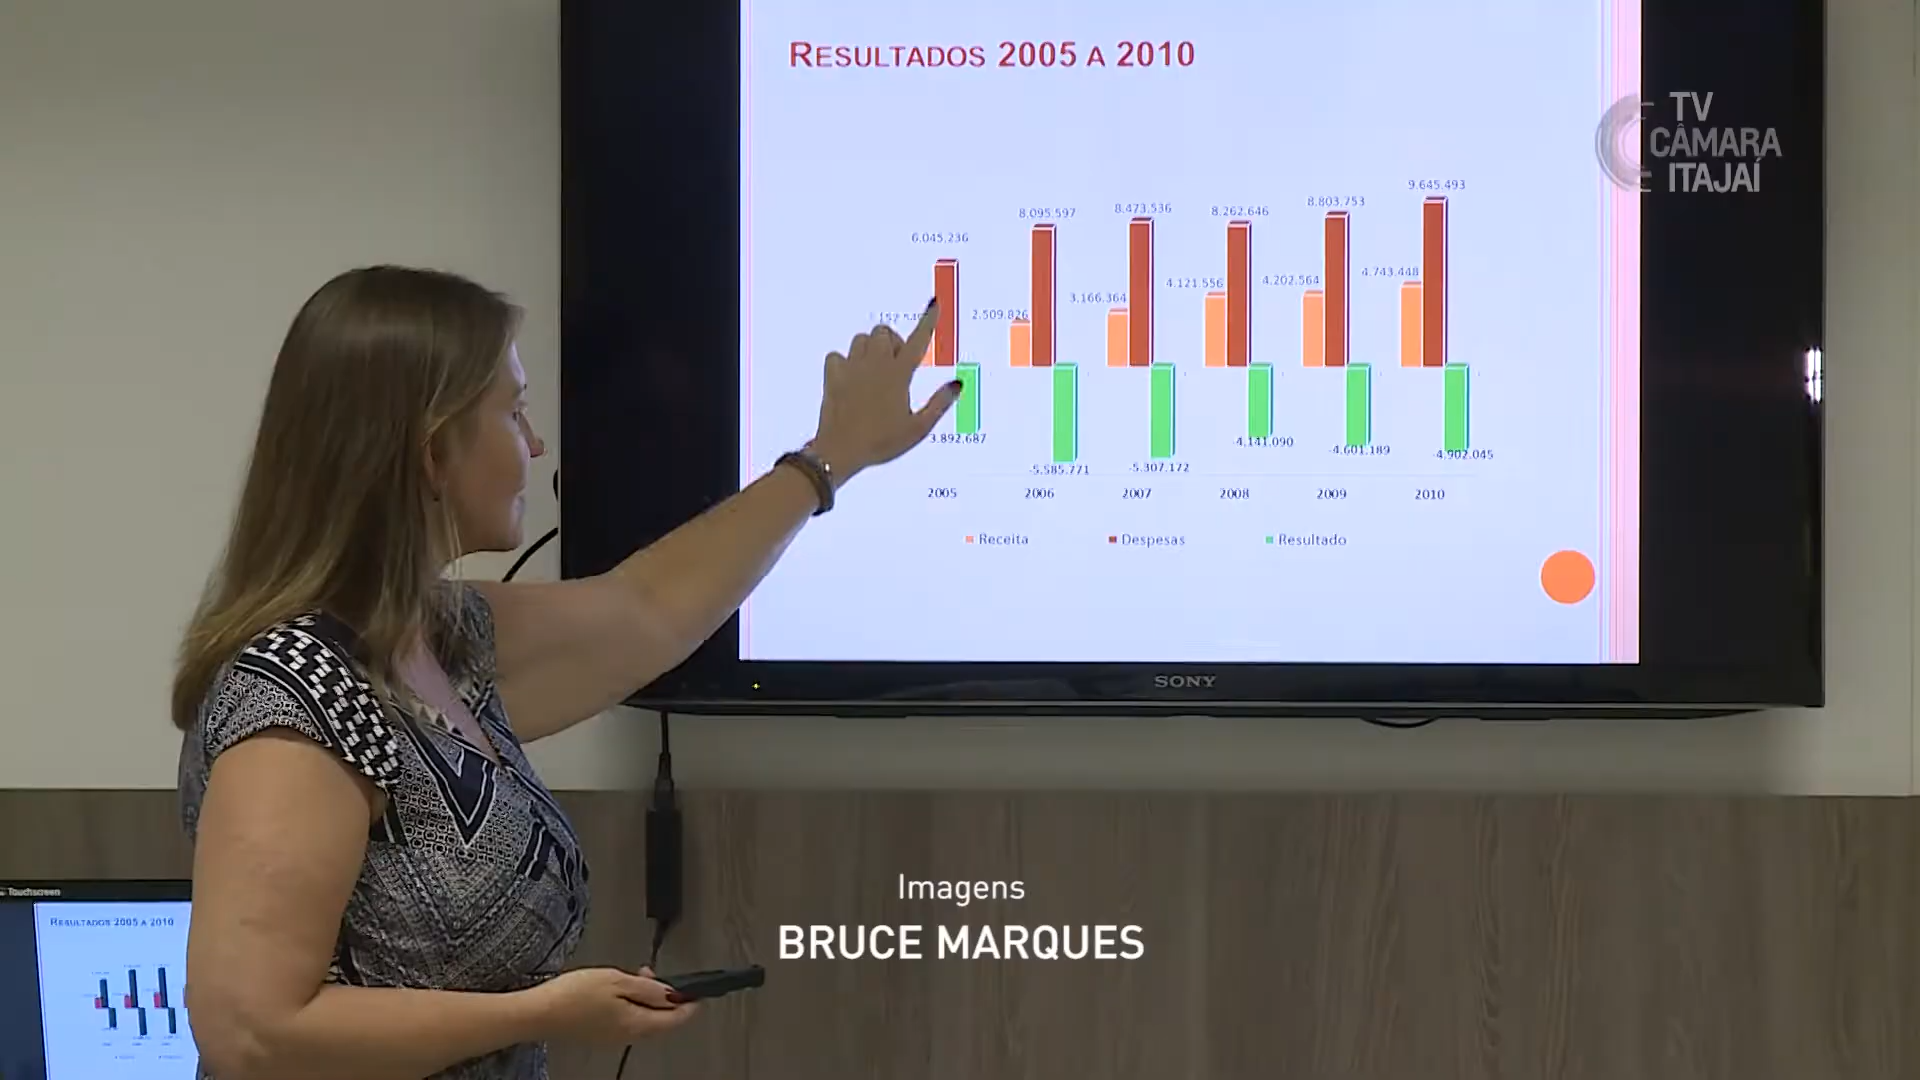 RESULTADOS 2005 A 2010
TV
CÂMARA
ITAJAÍ
6.045.236
8.095.597
8.473.536
8.262.646
8.803.753
9.645.493
2.509.826
3.166.364
4.121.556
4.202.564
4.743.448
3.892.687
-5.585.771
-5.307.172
-4.141.090
-4.601.189
-4.902.045
2005
2006
2007
2008
2009
2010
Receita
Despesas
Resultado
SONY
Touchscreen
RESULTADOS 2005 A 2010
Imagens
BRUCE MARQUES